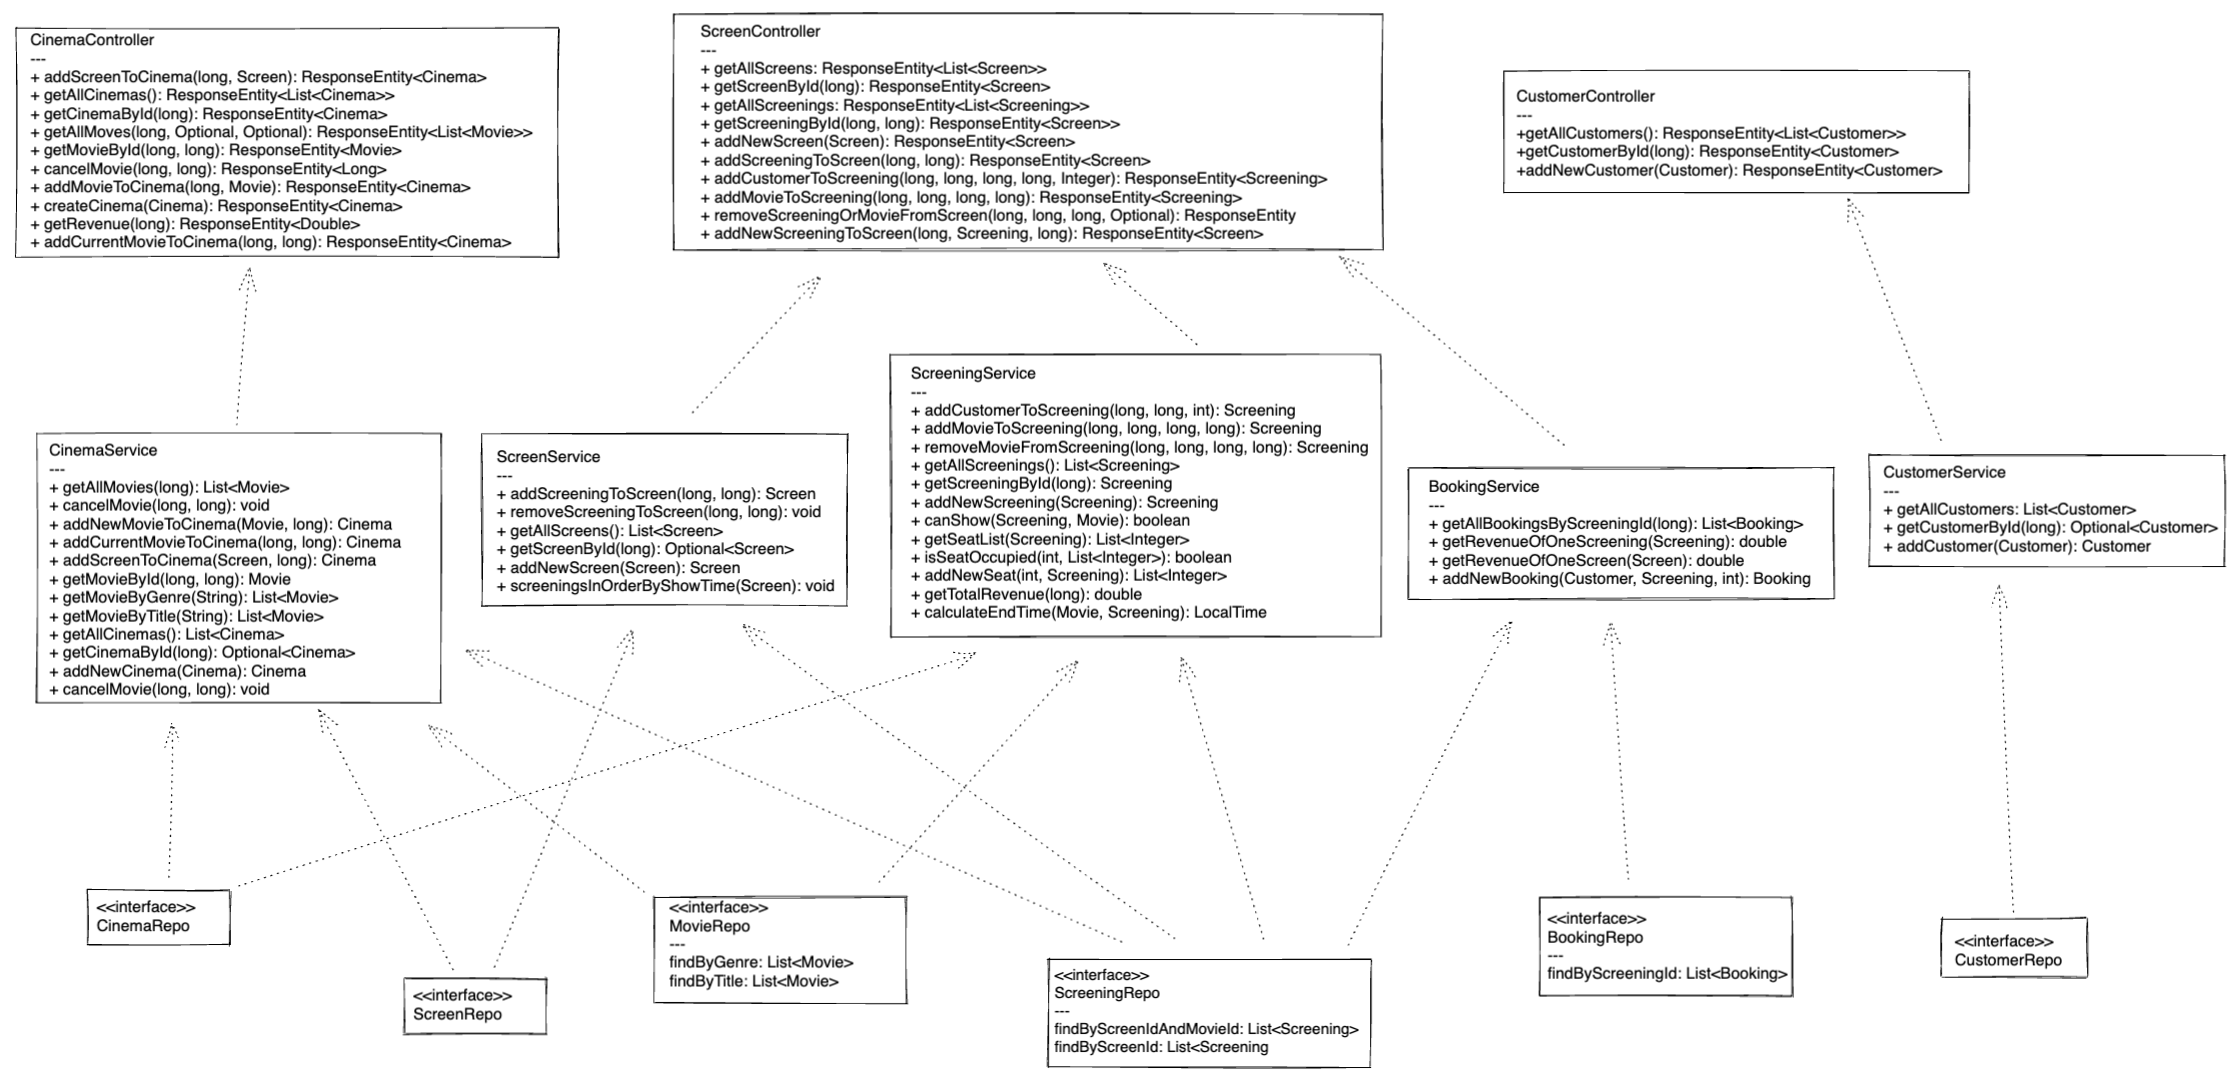 CinemaController
---
+ addScreenToCinema(long, Screen): ResponseEntity<Cinema>
+ getAllCinemas(): ResponseEntity<List<Cinema>>
+ getCinemaById(long): ResponseEntity<Cinema>
+ getAllMoves(long, Optional, Optional): ResponseEntity<List<Movie>>
+ getMovieById(long, long): ResponseEntity<Movie>
+ cancelMovie(long, long): ResponseEntity<Long>
+ addMovieToCinema(long, Movie): ResponseEntity<Cinema>
+ createCinema(Cinema): ResponseEntity<Cinema>
+ getRevenue(long): ResponseEntity<Double>
+ addCurrentMovieToCinema(long, long): ResponseEntity<Cinema>
ScreenController
---
+ getAllScreens: ResponseEntity<List<Screen>>
+ getScreenById(long): ResponseEntity<Screen>
+ getAllScreenings: ResponseEntity<List<Screening>>
+ getScreeningById(long, long): ResponseEntity<Screen>>
+ addNewScreen(Screen): ResponseEntity<Screen>
+ addScreeningToScreen(long, long): ResponseEntity<Screen>
+ addCustomerToScreening(long, long, long, long, Integer): ResponseEntity<Screening>
+ addMovieToScreening(long, long, long, long): ResponseEntity<Screening>
+ removeScreeningOrMovieFromScreen(long, long, long, Optional): ResponseEntity
+ addNewScreeningToScreen(long, Screening, long): ResponseEntity<Screen>
CustomerController
---
+getAllCustomers(): ResponseEntity<List<Customer>>
+getCustomerById(long): ResponseEntity<Customer>
+addNewCustomer(Customer): ResponseEntity<Customer>
CinemaService
---
+ getAllMovies(long): List<Movie>
+ cancelMovie(long, long): void
+ addNewMovieToCinema(Movie, long): Cinema
+ addCurrentMovieToCinema(long, long): Cinema
+ addScreenToCinema(Screen, long): Cinema
+ getMovieById(long, long): Movie
+ getMovieByGenre(String): List<Movie>
+ getMovieByTitle(String): List<Movie>
+ getAllCinemas(): List<Cinema>
+ getCinemaById(long): Optional<Cinema>
+ addNewCinema(Cinema): Cinema
+ cancelMovie(long, long): void
ScreenService
---
+ addScreeningToScreen(long, long): Screen
+ removeScreeningToScreen(long, long): void
+ getAllScreens(): List<Screen>
+ getScreenById(long): Optional<Screen>
+ addNewScreen(Screen): Screen
+ screeningsInOrderByShowTime(Screen): void
ScreeningService
---
+ addCustomerToScreening(long, long, int): Screening
+ addMovieToScreening(long, long, long, long): Screening
+ removeMovieFromScreening(long, long, long, long): Screening
+ getAllScreenings(): List<Screening>
+ getScreeningById(long): Screening
+ addNewScreening(Screening): Screening
+ canShow(Screening, Movie): boolean
+ getSeatList(Screening): List<Integer>
+ isSeatOccupied(int, List<Integer>): boolean
+ addNewSeat(int, Screening): List<Integer>
+ getTotalRevenue(long): double
+ calculateEndTime(Movie, Screening): LocalTime
BookingService
---
+ getAllBookingsByScreeningId(long): List<Booking>
+ getRevenueOfOneScreening(Screening): double
+ getRevenueOfOneScreen(Screen): double
+ addNewBooking(Customer, Screening, int): Booking
CustomerService
---
+ getAllCustomers: List<Customer>
+ getCustomerById(long): Optional<Customer>
+ addCustomer(Customer): Customer
<<interface>>
CinemaRepo
<<interface>>
ScreenRepo
<<interface>>
MovieRepo
---
findByGenre: List<Movie>
findByTitle: List<Movie>
<<interface>>
ScreeningRepo
---
findByScreenIdAndMovieId: List<Screening>
findByScreenId: List<Screening
<<interface>>
BookingRepo
---
findByScreeningId: List<Booking>
<<interface>>
CustomerRepo